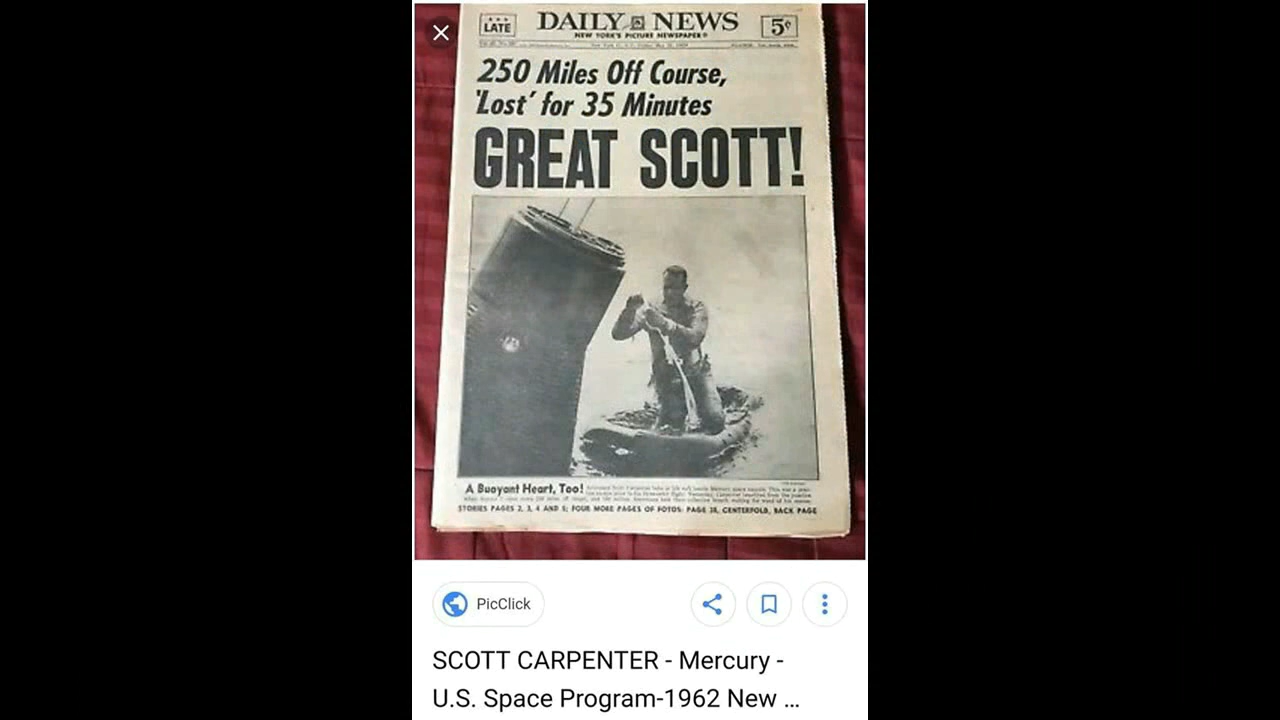 LATE
DAILY NEWS
5¢
NEW YORK'S PICTURE NEWSPAPER®
250 Miles Off Course,
'Lost' for 35 Minutes
GREAT SCOTT!
A Buoyant Heart, Too!
STORIES PAGES 2, 3, 4 AND 5; FOUR MORE PAGES OF FOTOS: PAGE 38, CENTERFOLD, BACK PAGE
PicClick
SCOTT CARPENTER - Mercury -
U.S. Space Program-1962 New ...